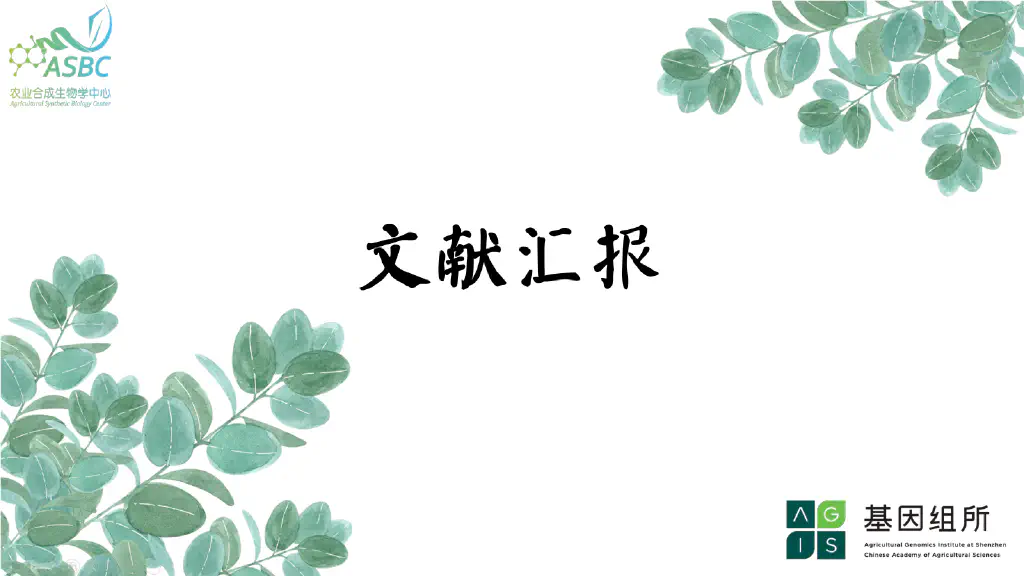 ASBC
农业合成生物学中心
Agricultural Synthetic Biology Center
文献汇报
AGIS
基因组所
Agricultural Genomics Institute at Shenzhen
Chinese Academy of Agricultural Sciences